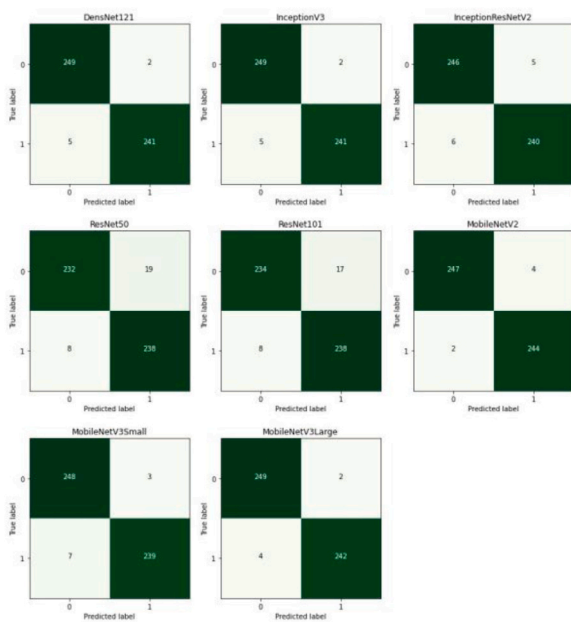 DensNet121
True label
0
249
2
1
5
241
0
1
Predicted label
InceptionV3
True label
0
249
2
1
5
241
0
1
Predicted label
InceptionResNetV2
True label
0
246
5
1
6
240
0
1
Predicted label
ResNet50
True label
0
232
19
1
8
238
0
1
Predicted label
ResNet101
True label
0
234
17
1
8
238
0
1
Predicted label
MobileNetV2
True label
0
247
4
1
2
244
0
1
Predicted label
MobileNetV3Small
True label
0
248
3
1
7
239
0
1
Predicted label
MobileNetV3Large
True label
0
249
2
1
4
242
0
1
Predicted label